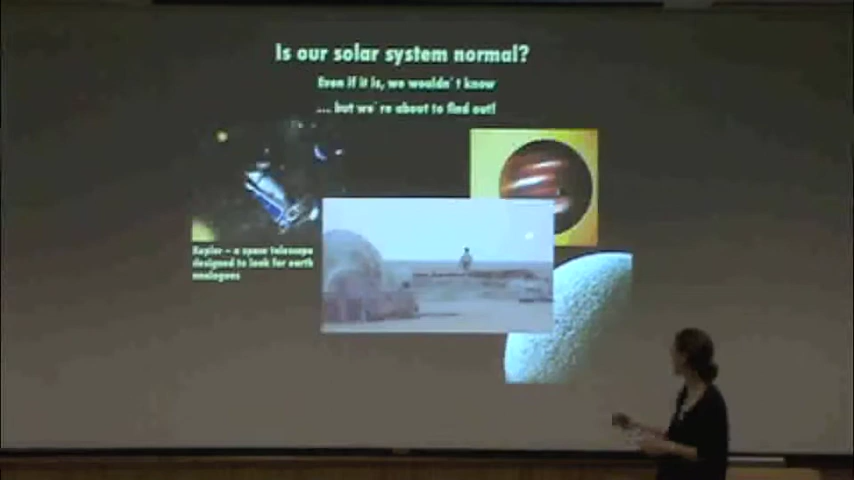 Is our solar system normal?
Even if it is, we wouldn't know
... but we're about to find out!
Kepler – a space telescope
designed to look for earth
analogues